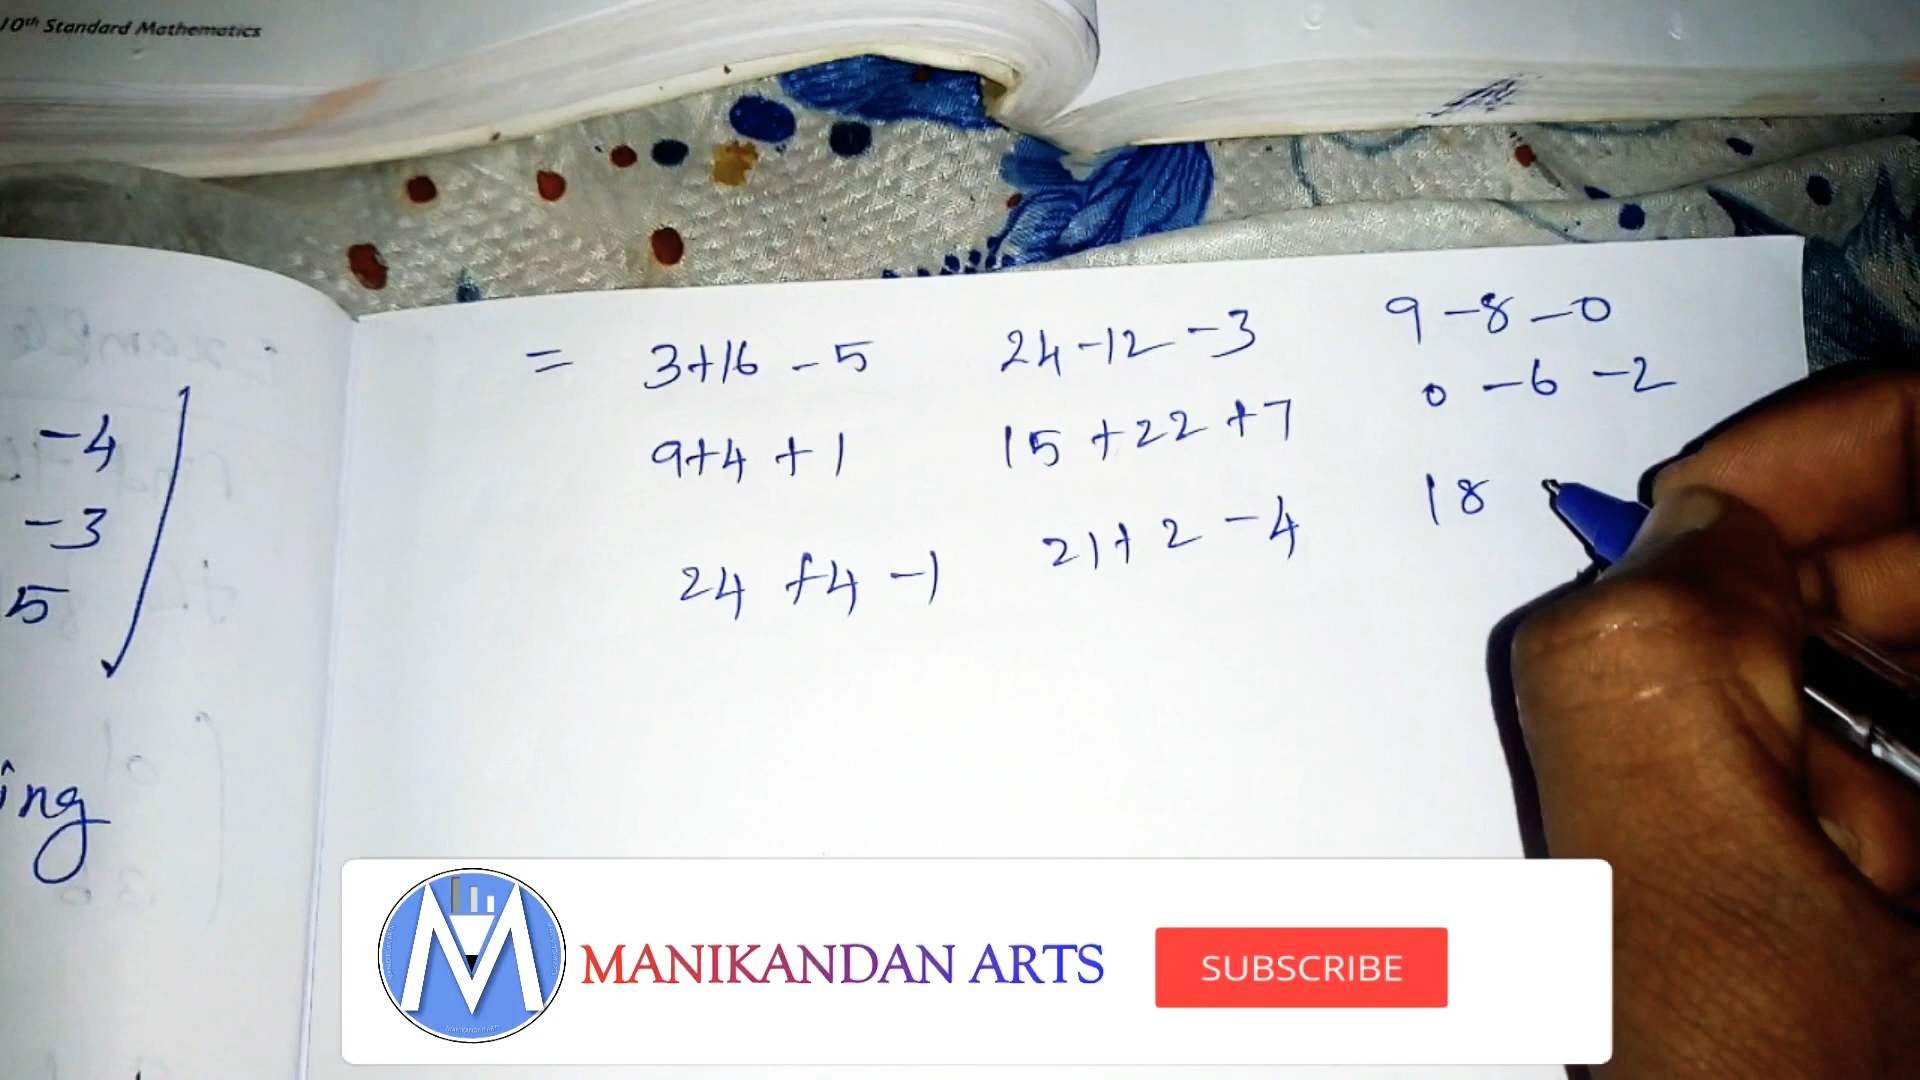 10th Standard Mathematics
= 3+16-5 24-12-3 9-8-0
9+4+1 15+22+7 0-6-2
24+4-1 21+2-4 18
-4
-3
5
ing
MANIKANDAN ARTS
SUBSCRIBE